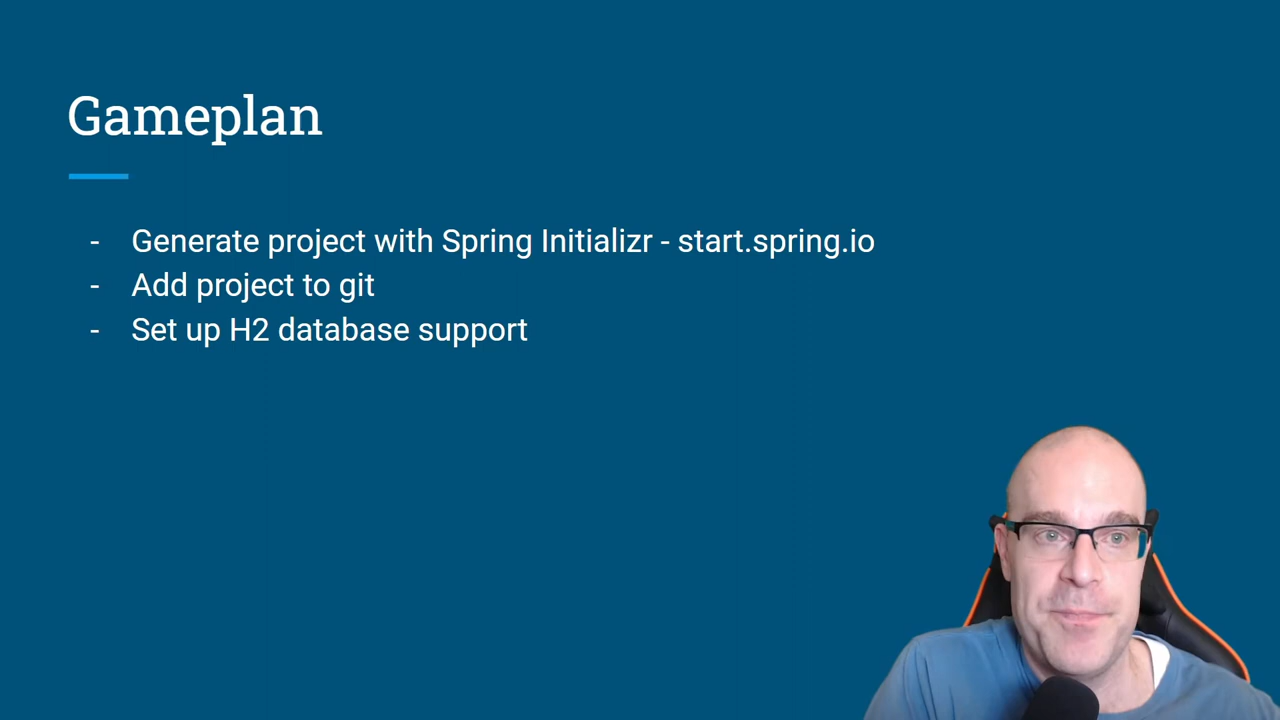 Gameplan
- Generate project with Spring Initializr - start.spring.io
- Add project to git
- Set up H2 database support